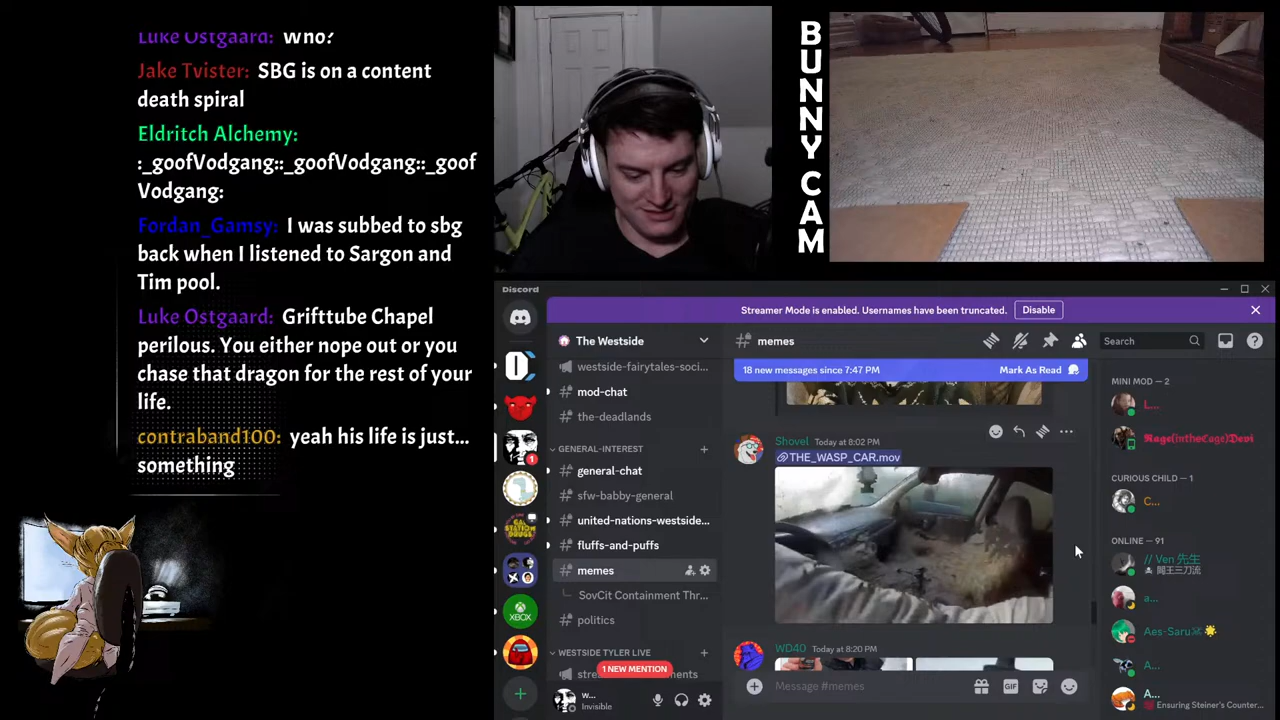 Luke Ostgaard: Who?
Jake Tvister: SBG is on a content
death spiral
Eldritch Alchemy:
:_goofVodgang::_goofVodgang::_goof
Vodgang:
Fordan_Gamsy: I was subbed to sbg
back when I listened to Sargon and
Tim pool.
Luke Ostgaard: Grifttube Chapel
perilous. You either nope out or you
chase that dragon for the rest of your
life.
contraband100: yeah his life is just...
something
BUNNY CAM
Discord
Streamer Mode is enabled. Usernames have been truncated. Disable
The Westside
westside-fairytales-soci...
mod-chat
the-deadlands
GENERAL-INTEREST
general-chat
sfw-babby-general
united-nations-westside...
fluffs-and-puffs
memes
SovCit Containment Thr...
politics
WESTSIDE TYLER LIVE
1 NEW MENTION
w...
Invisible
XBOX
1
memes
Search
18 new messages since 7:47 PM Mark As Read
Shovel Today at 8:02 PM
@THE_WASP_CAR.mov
WD40 Today at 8:20 PM
Message #memes
GIF
MINI MOD — 2
L...
Rage(intheCage)Devi
CURIOUS CHILD — 1
C...
ONLINE — 91
// Ven 先生
a...
Aes-Saru
A...
A...
Ensuring Steiner's Counter...